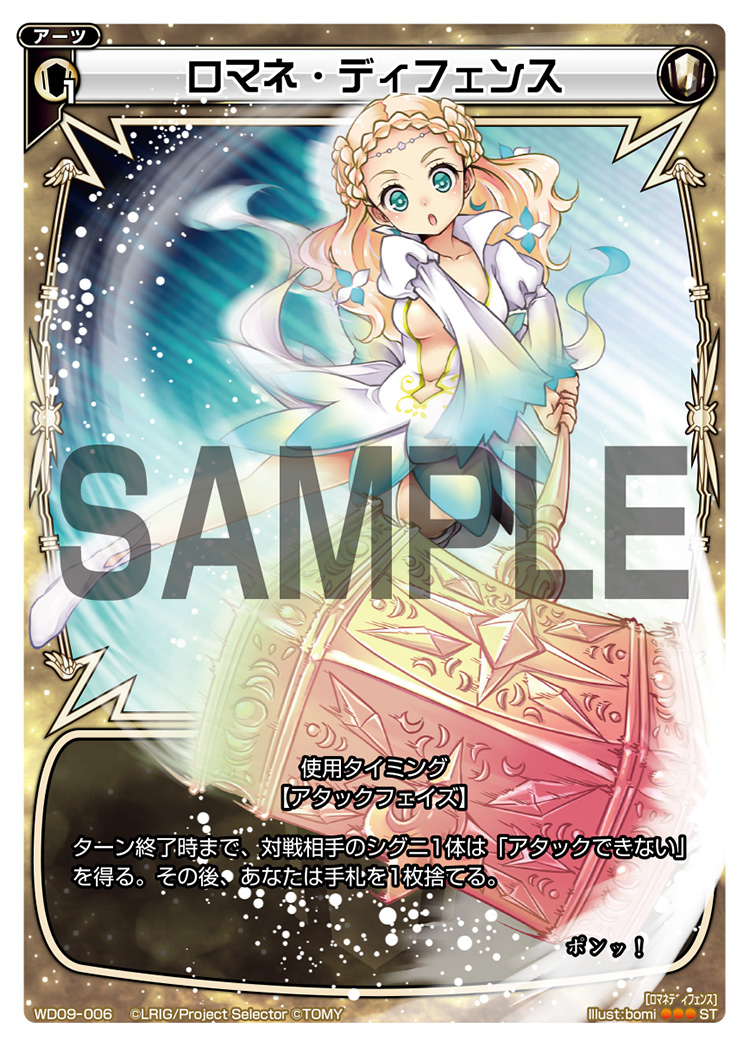 アーツ
1
ロマネ・ディフェンス
SAMPLE
使用タイミング
【アタックフェイズ】
ターン終了時まで、対戦相手のシグニ1体は「アタックできない」
を得る。その後、あなたは手札を1枚捨てる。
ポンッ!
[ロマネディフェンス]
WD09-006 ©LRIG/Project Selector ©TOMY Illust:bomi ST